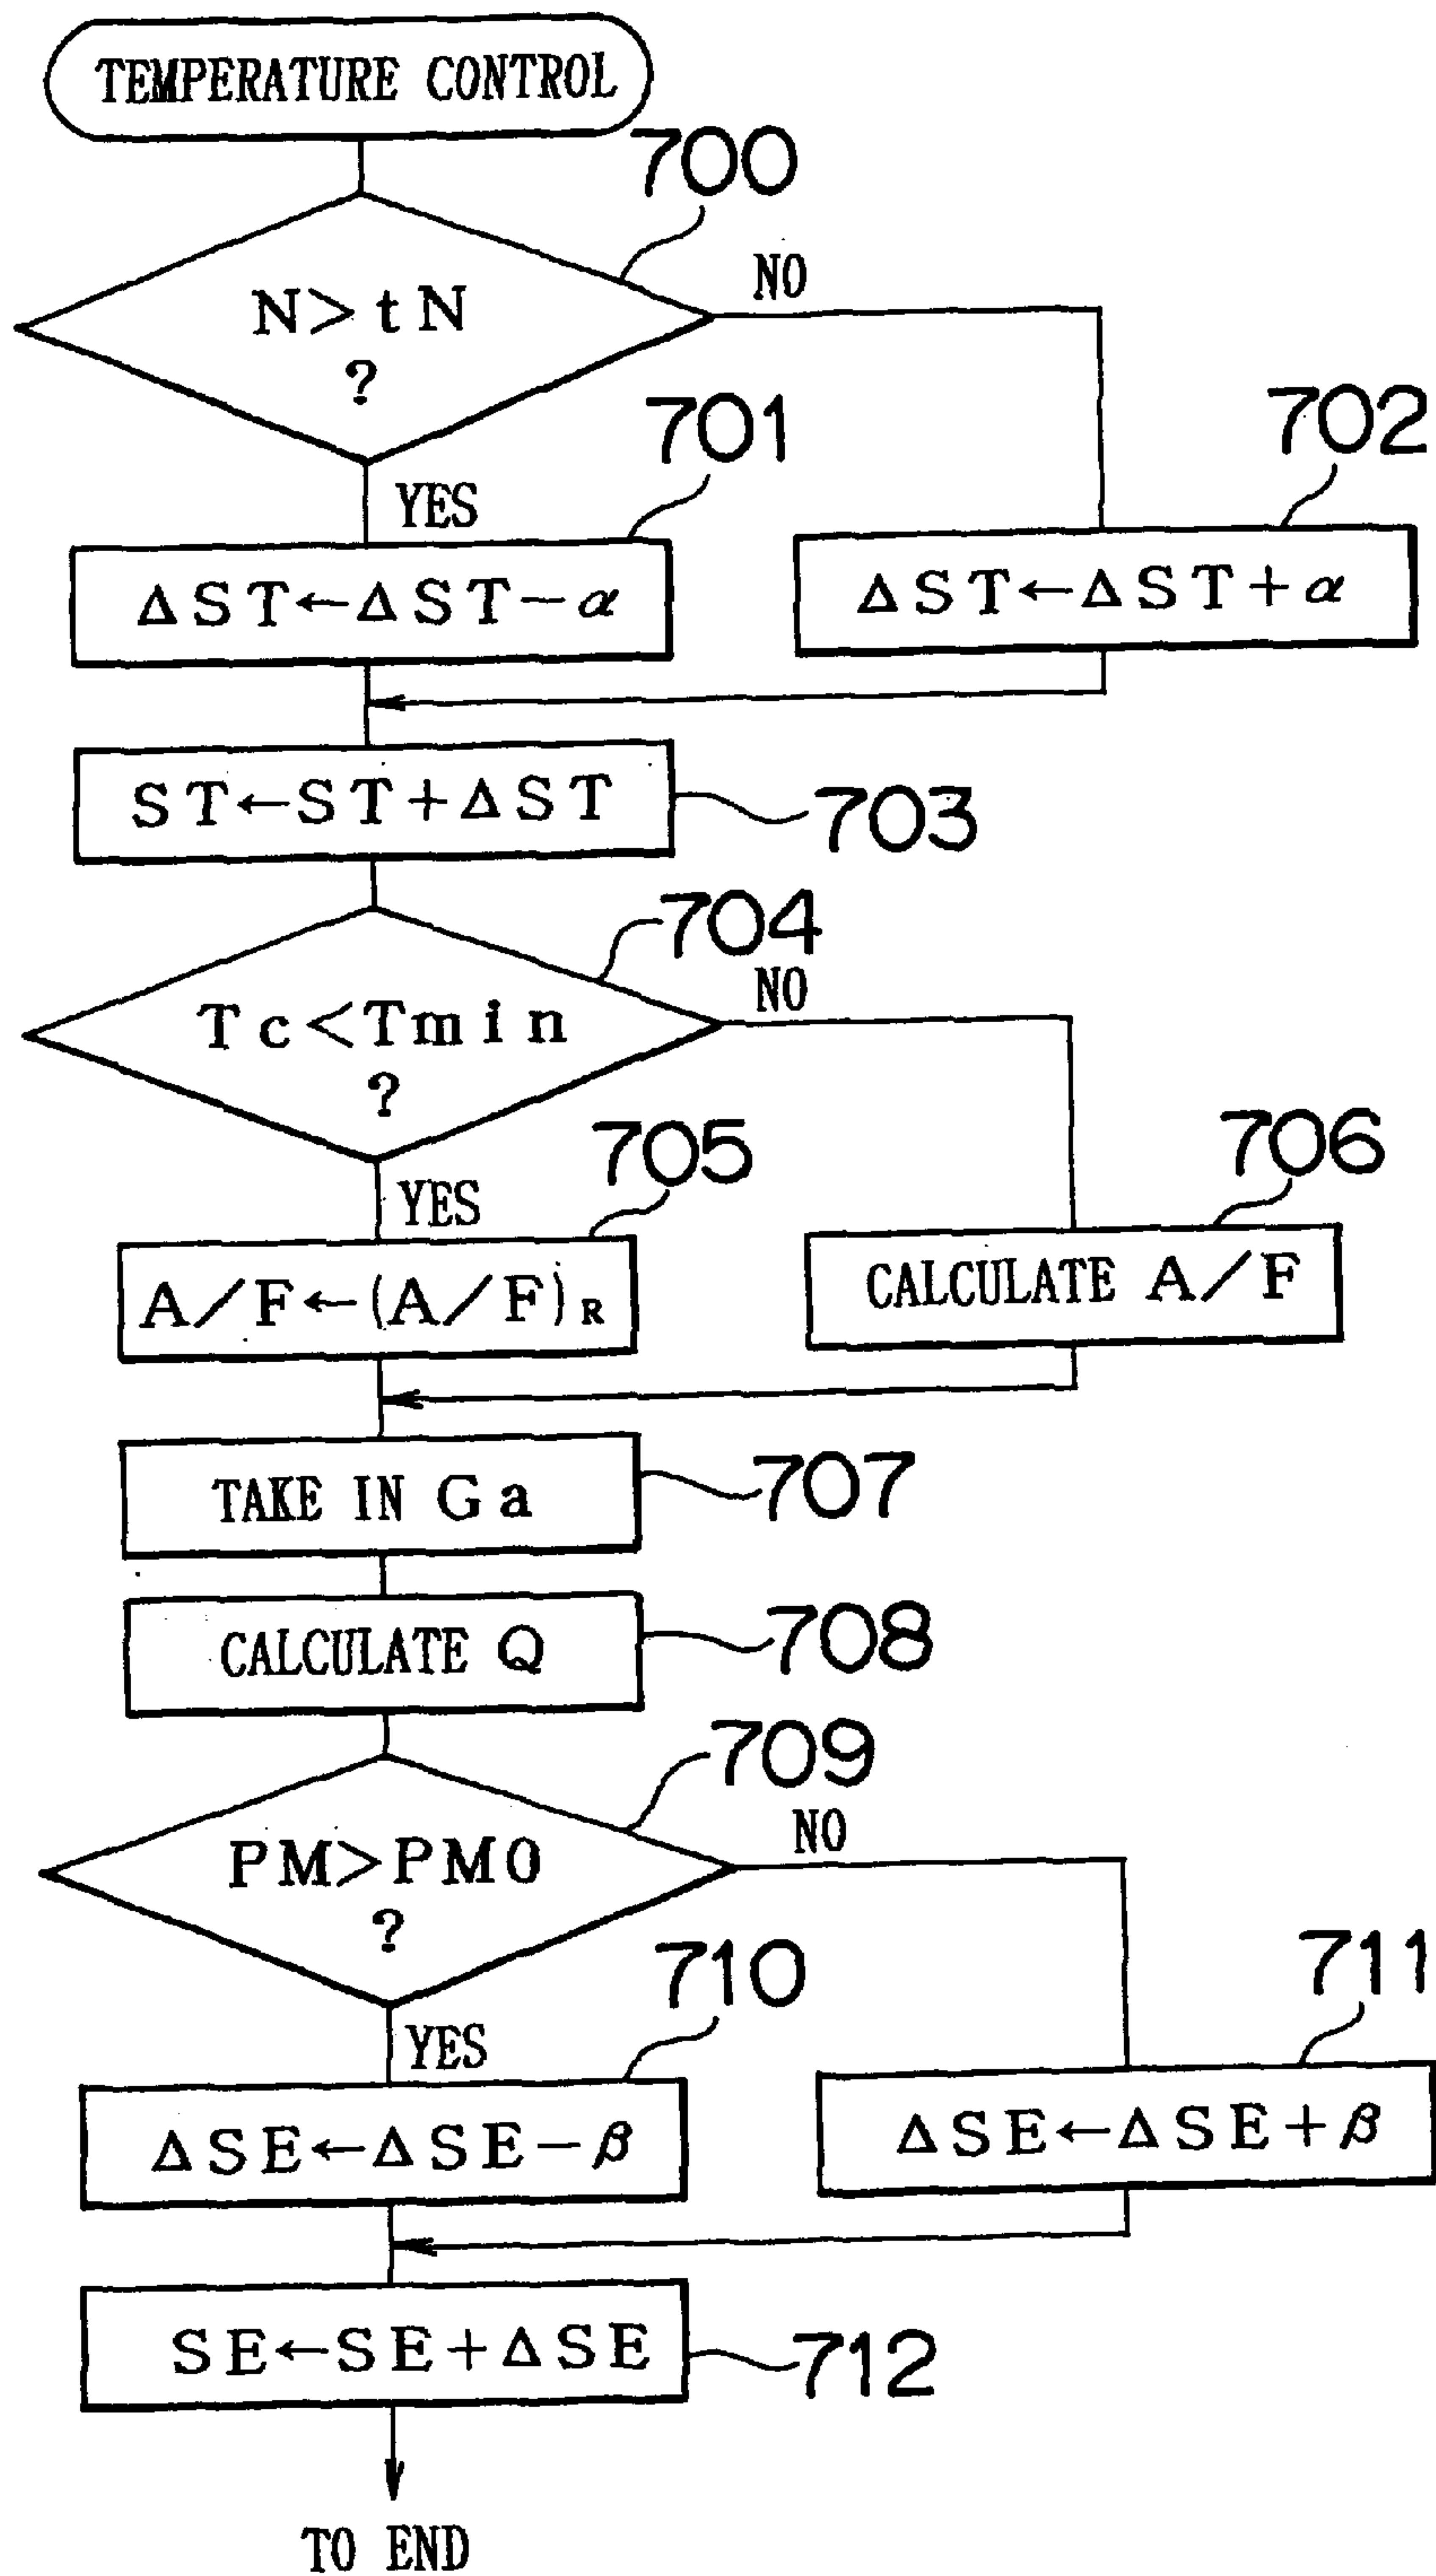 TEMPERATURE CONTROL
700
N>tN
?
NO
YES
701
702
ΔST←ΔST-α
ΔST←ΔST+α
ST←ST+ΔST
703
704
Tc<Tmin
?
NO
YES
705
706
A/F←(A/F)R
CALCULATE A/F
TAKE IN Ga
707
CALCULATE Q
708
709
PM>PM0
?
NO
YES
710
711
ΔSE←ΔSE-β
ΔSE←ΔSE+β
SE←SE+ΔSE
712
TO END